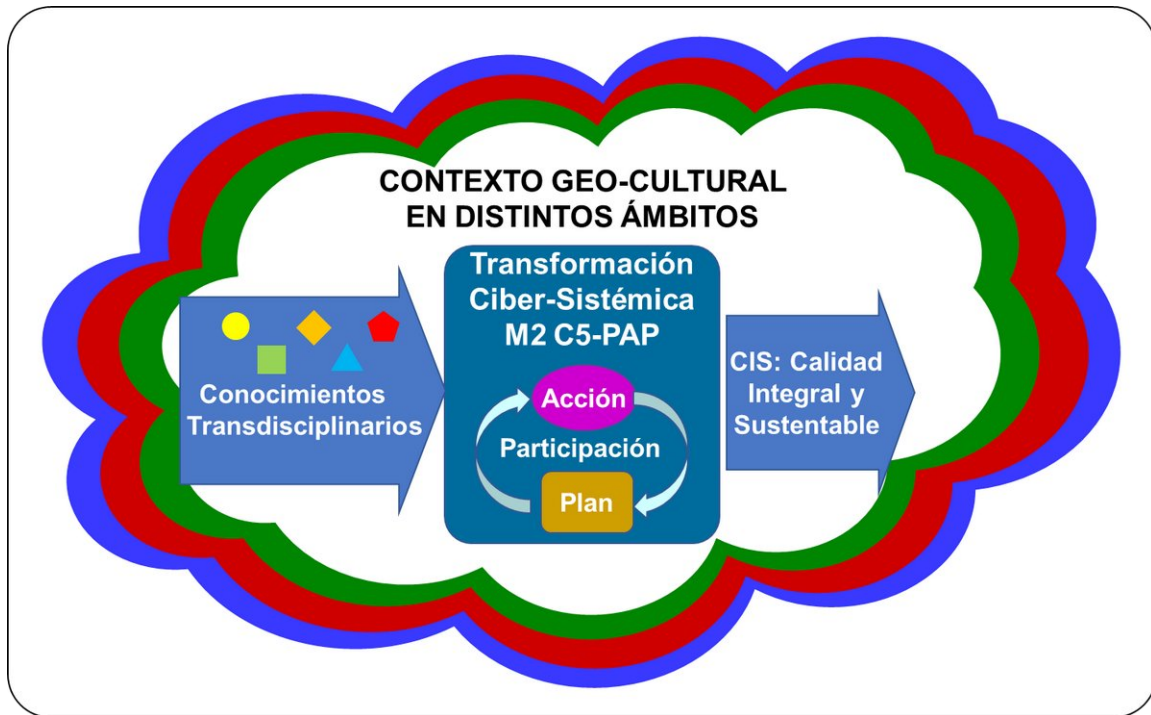 CONTEXTO GEO-CULTURAL
EN DISTINTOS ÁMBITOS
Conocimientos
Transdisciplinarios
Transformación
Ciber-Sistémica
M2 C5-PAP
Acción
Participación
Plan
CIS: Calidad
Integral y
Sustentable